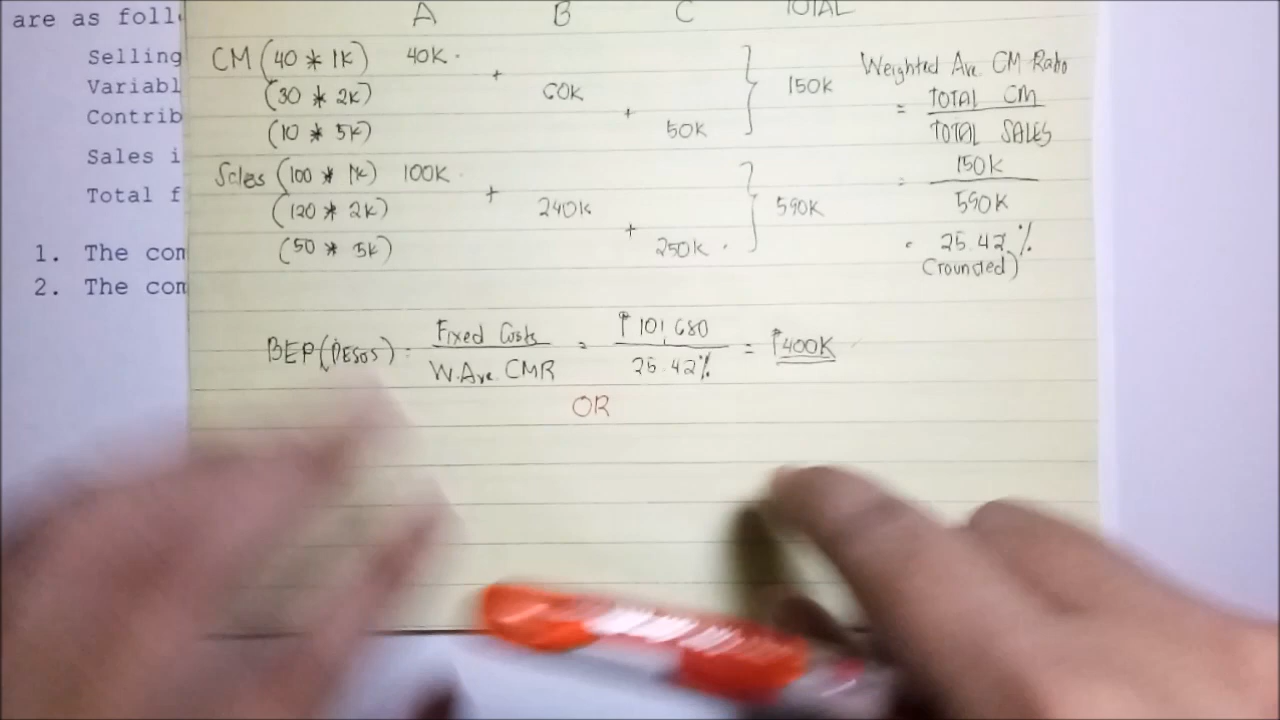 are as foll
Selling
Variabl
Contrib
Sales i
Total f
1. The con
2. The con
A B C TOTAL
CM (40 * 1K) 40K
+
(30 * 2K) 60K
+
(10 * 5K) 50K
} 150K
Sales (100 * 1K) 100K
+
(120 * 2K) 240K
+
(50 * 5K) 250K
} 590K
Weighted Ave CM Ratio
= TOTAL CM
TOTAL SALES
= 150K
590K
= 25.42%
(rounded)
BEP (PESOS) = Fixed Costs = ₱101,680 = ₱400K
W.Ave. CMR 25.42%
OR